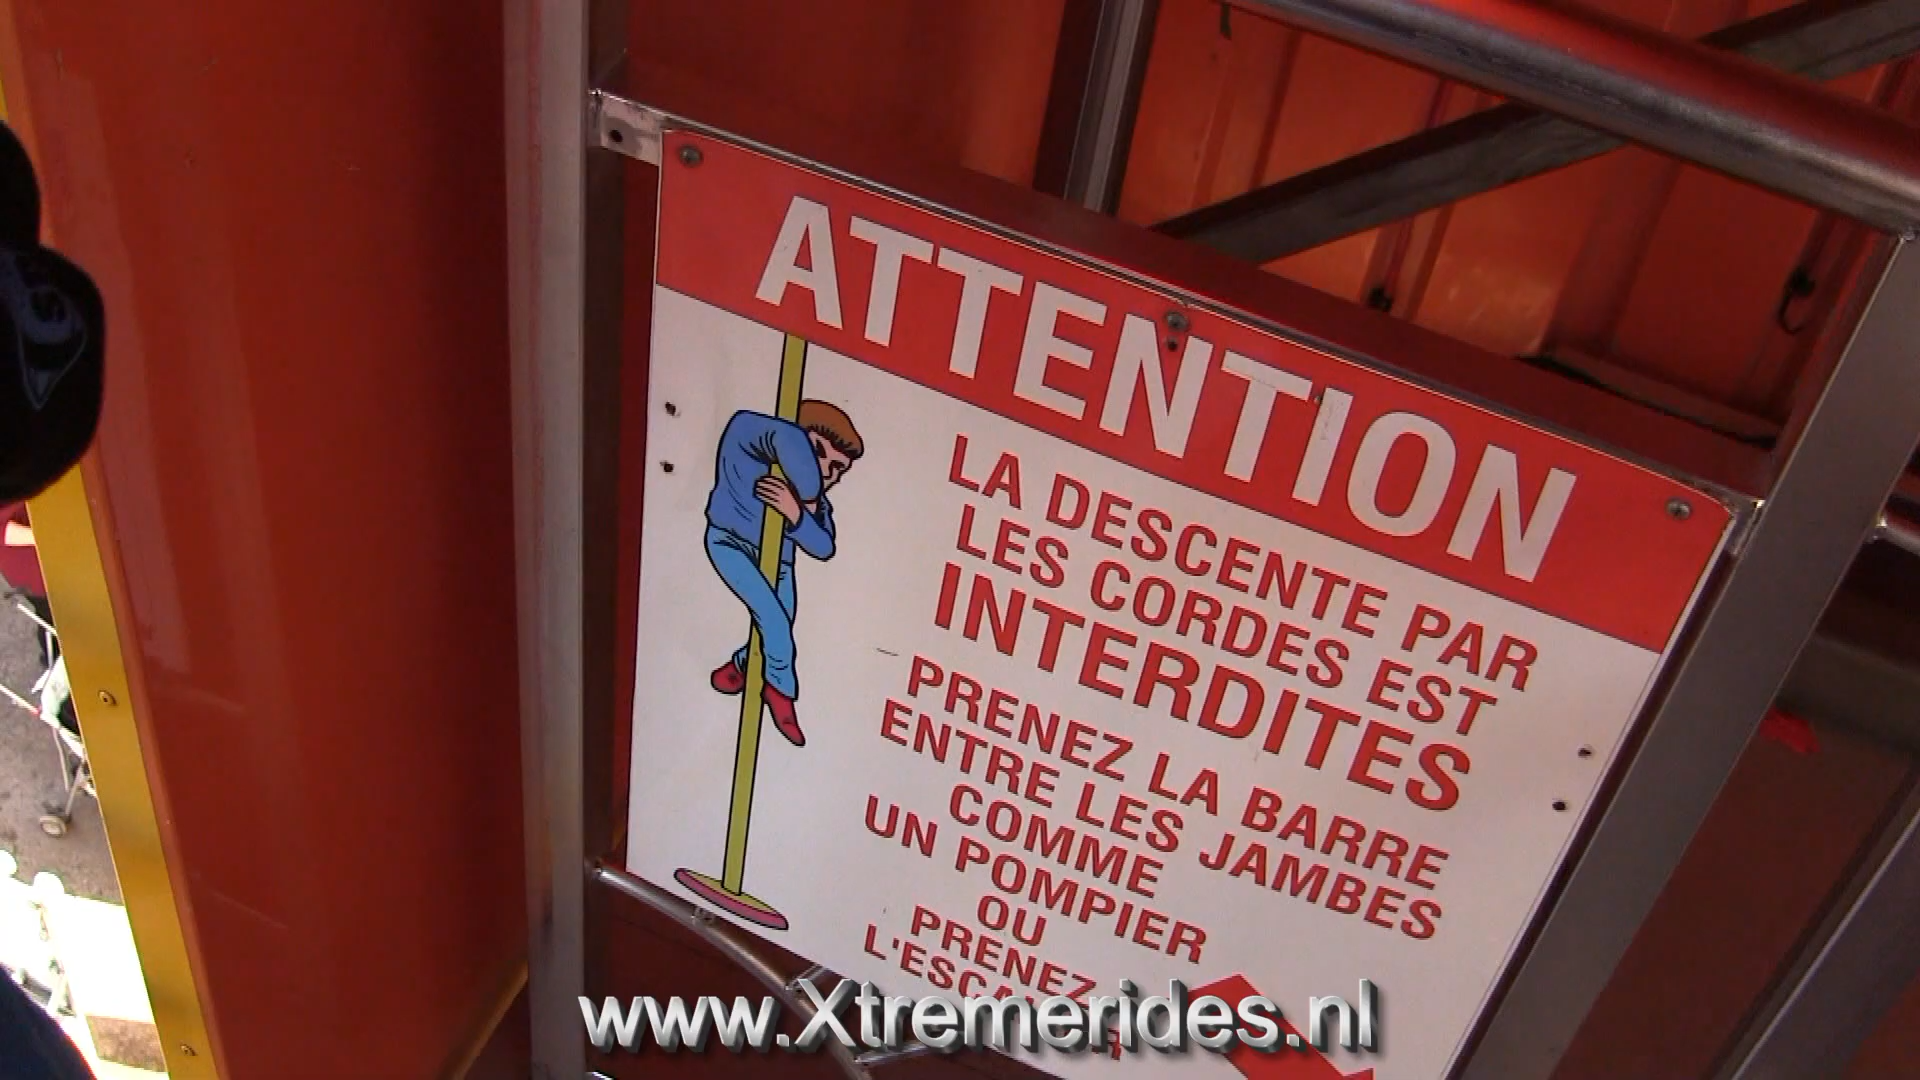 ATTENTION
LA DESCENTE PAR
LES CORDES EST
INTERDITES
PRENEZ LA BARRE
ENTRE LES JAMBES
COMME
UN POMPIER
OU
PRENEZ
www.Xtremerides.nl